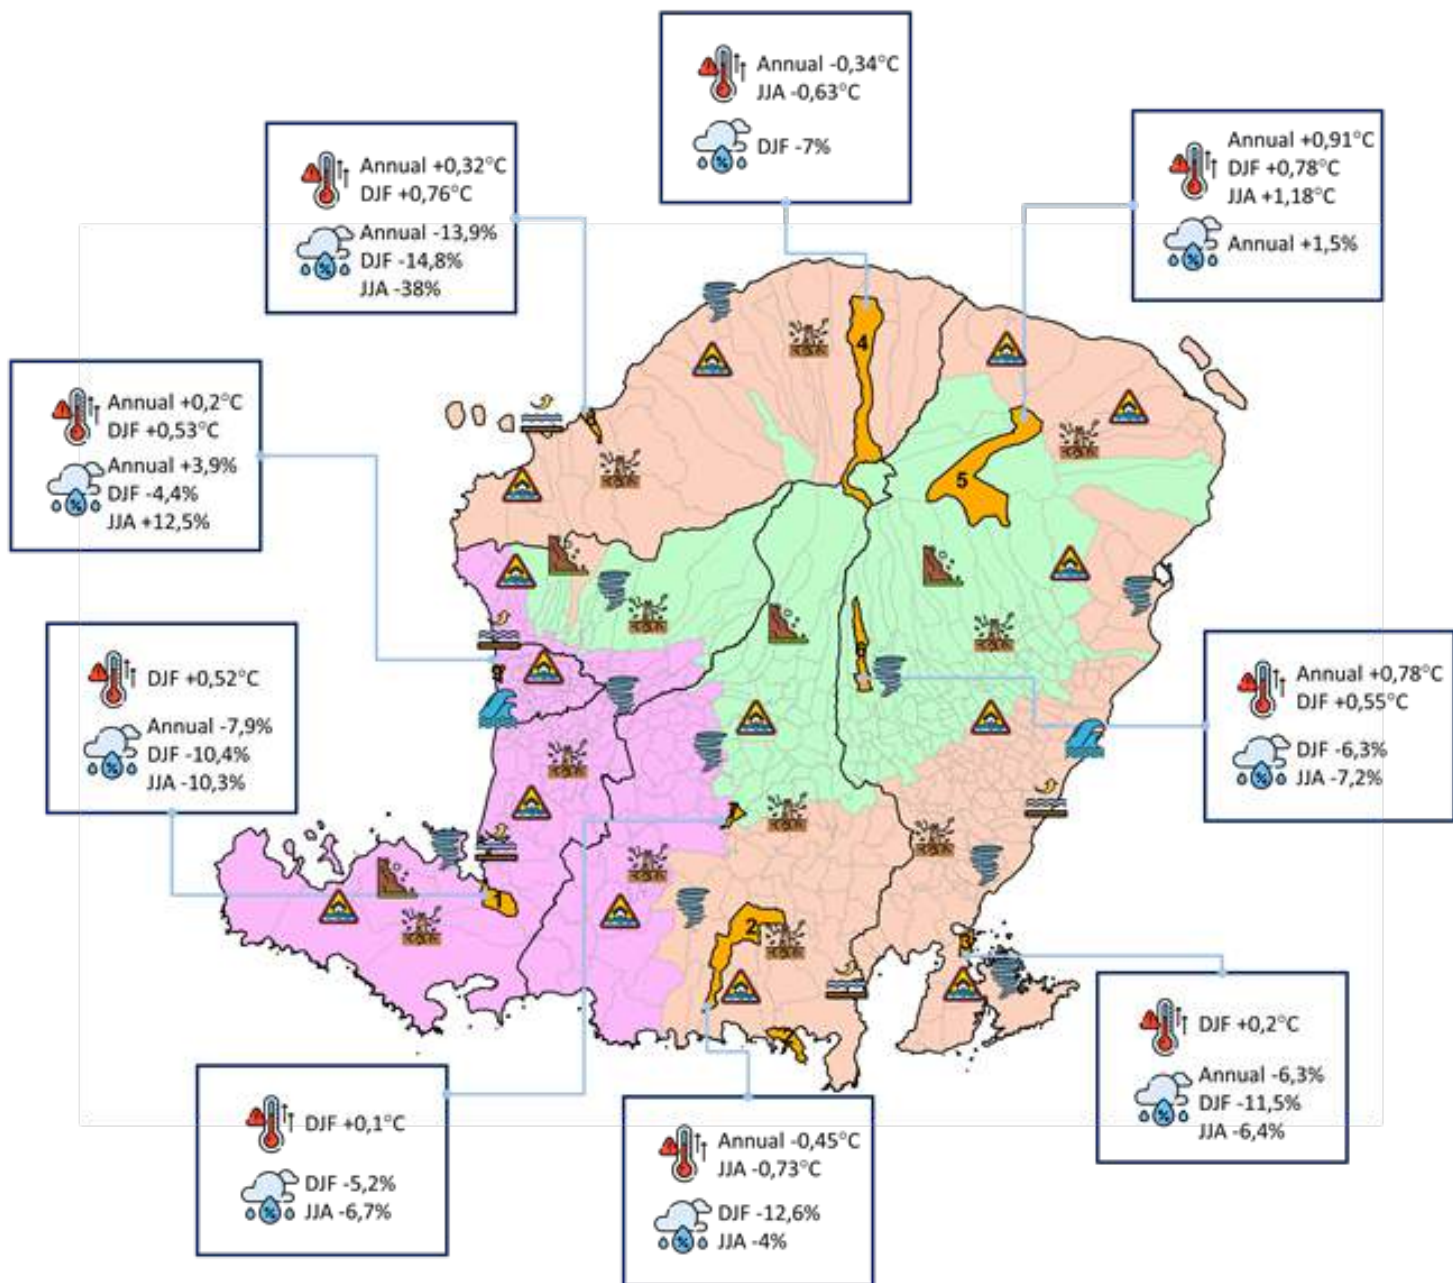 Annual -0,34°C
JJA -0,63°C
DJF -7%
Annual +0,32°C
DJF +0,76°C
Annual -13,9%
DJF -14,8%
JJA -38%
Annual +0,91°C
DJF +0,78°C
JJA +1,18°C
Annual +1,5%
Annual +0,2°C
DJF +0,53°C
Annual +3,9%
DJF -4,4%
JJA +12,5%
4
5
DJF +0,52°C
Annual -7,9%
DJF -10,4%
JJA -10,3%
Annual +0,78°C
DJF +0,55°C
DJF -6,3%
JJA -7,2%
1
2
3
DJF +0,2°C
Annual -6,3%
DJF -11,5%
JJA -6,4%
DJF +0,1°C
DJF -5,2%
JJA -6,7%
Annual -0,45°C
JJA -0,73°C
DJF -12,6%
JJA -4%